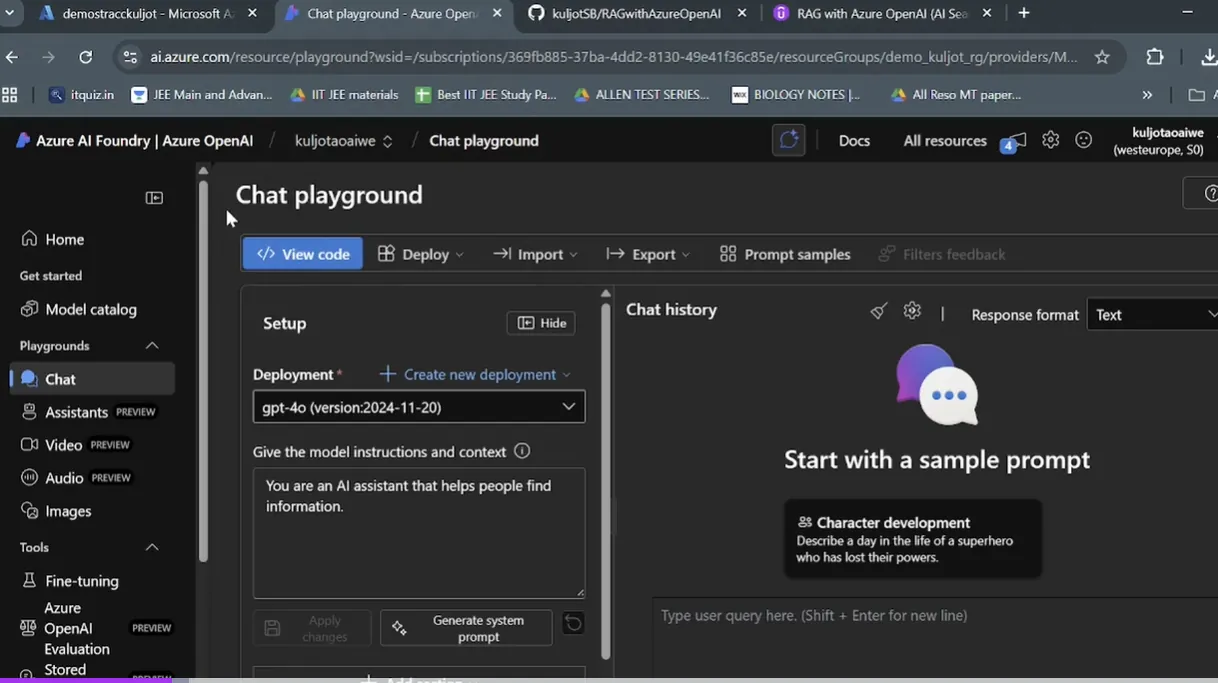 demostracckuljot - Microsoft Az
Chat playground - Azure Open
kuljotSB/RAGwithAzureOpenAI
RAG with Azure OpenAI (AI Sea
ai.azure.com/resource/playground?wsid=/subscriptions/369fb885-37ba-4dd2-8130-49e41f36c85e/resourceGroups/demo_kuljot_rg/providers/M...
itquiz.in
JEE Main and Advan...
IIT JEE materials
Best IIT JEE Study Pa...
ALLEN TEST SERIES...
BIOLOGY NOTES |...
All Reso MT paper...
Azure AI Foundry | Azure OpenAI / kuljotaoaiwe / Chat playground
Docs
All resources
4
kuljotaoaiwe
(westeurope, S0)
Chat playground
Home
Get started
Model catalog
Playgrounds
Chat
Assistants PREVIEW
Video PREVIEW
Audio PREVIEW
Images
Tools
Fine-tuning
Azure
OpenAI PREVIEW
Evaluation
Stored
View code
Deploy
Import
Export
Prompt samples
Filters feedback
Setup
Hide
Deployment *
Create new deployment
gpt-4o (version:2024-11-20)
Give the model instructions and context
You are an AI assistant that helps people find
information.
Apply
changes
Generate system
prompt
Chat history
Response format
Text
Start with a sample prompt
Character development
Describe a day in the life of a superhero
who has lost their powers.
Type user query here. (Shift + Enter for new line)